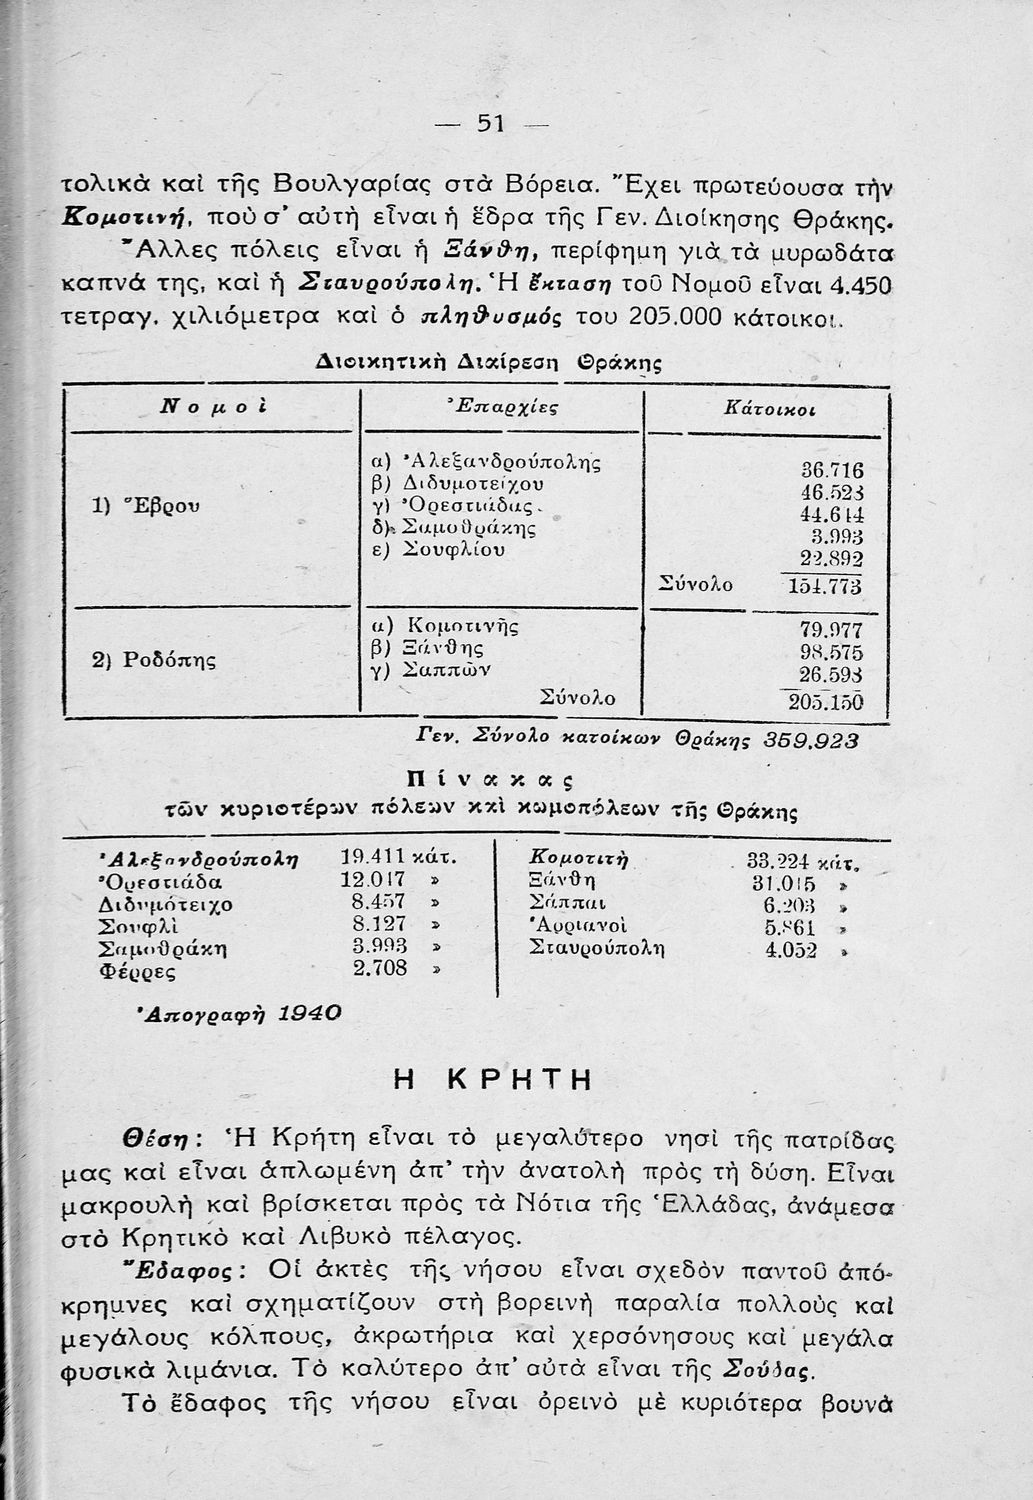 — 51 —
τολικὰ καὶ τῆς Βουλγαρίας στὰ Βόρεια. Ἔχει πρωτεύουσα τὴν
Κομοτινή, ποὺ σ' αὐτὴ εἶναι ἡ ἕδρα τῆς Γεν. Διοίκησης Θράκης.
Ἄλλες πόλεις εἶναι ἡ Ξάνθη, περίφημη γιὰ τὰ μυρωδάτα
καπνά της, καὶ ἡ Σταυρούπολη. Ἡ ἔκταση τοῦ Νομοῦ εἶναι 4.450
τετραγ. χιλιόμετρα καὶ ὁ πληθυσμός του 205.000 κάτοικοι.
Διοικητικὴ Διαίρεση Θράκης
Νομοὶ Ἐπαρχίες Κάτοικοι
1) Ἕβρου
α) Ἀλεξανδρούπολης 36.716
β) Διδυμοτείχου 46.523
γ) Ὀρεστιάδας. 44.614
δ) Σαμοθράκης 3.993
ε) Σουφλίου 22.892
Σύνολο 154.773
2) Ροδόπης
α) Κομοτινῆς 79.977
β) Ξάνθης 98.575
γ) Σαππῶν 26.598
Σύνολο 205.150
Γεν. Σύνολο κατοίκων Θράκης 359.923
Πίνακας
τῶν κυριοτέρων πόλεων καὶ κωμοπόλεων τῆς Θράκης
Ἀλεξανδρούπολη 19.411 κάτ.
Ὀρεστιάδα 12.017 »
Διδυμότειχο 8.457 »
Σουφλὶ 8.127 »
Σαμοθράκη 3.993 »
Φέρρες 2.708 »
Κομοτιτὴ 33.224 κάτ.
Ξάνθη 31.015 »
Σάππαι 6.203 »
Ἀρριανοὶ 5.861 »
Σταυρούπολη 4.052 »
Ἀπογραφὴ 1940
Η ΚΡΗΤΗ
Θέση: Ἡ Κρήτη εἶναι τὸ μεγαλύτερο νησὶ τῆς πατρίδας
μας καὶ εἶναι ἁπλωμένη ἀπ' τὴν ἀνατολὴ πρὸς τὴ δύση. Εἶναι
μακρουλὴ καὶ βρίσκεται πρὸς τὰ Νότια τῆς Ἑλλάδας, ἀνάμεσα
στὸ Κρητικὸ καὶ Λιβυκὸ πέλαγος.
Ἔδαφος: Οἱ ἀκτὲς τῆς νήσου εἶναι σχεδὸν παντοῦ ἀπό-
κρημνες καὶ σχηματίζουν στὴ βορεινὴ παραλία πολλοὺς καὶ
μεγάλους κόλπους, ἀκρωτήρια καὶ χερσόνησους καὶ μεγάλα
φυσικὰ λιμάνια. Τὸ καλύτερο ἀπ' αὐτὰ εἶναι τῆς Σούδας.
Τὸ ἔδαφος τῆς νήσου εἶναι ὀρεινὸ μὲ κυριότερα βουνὰ